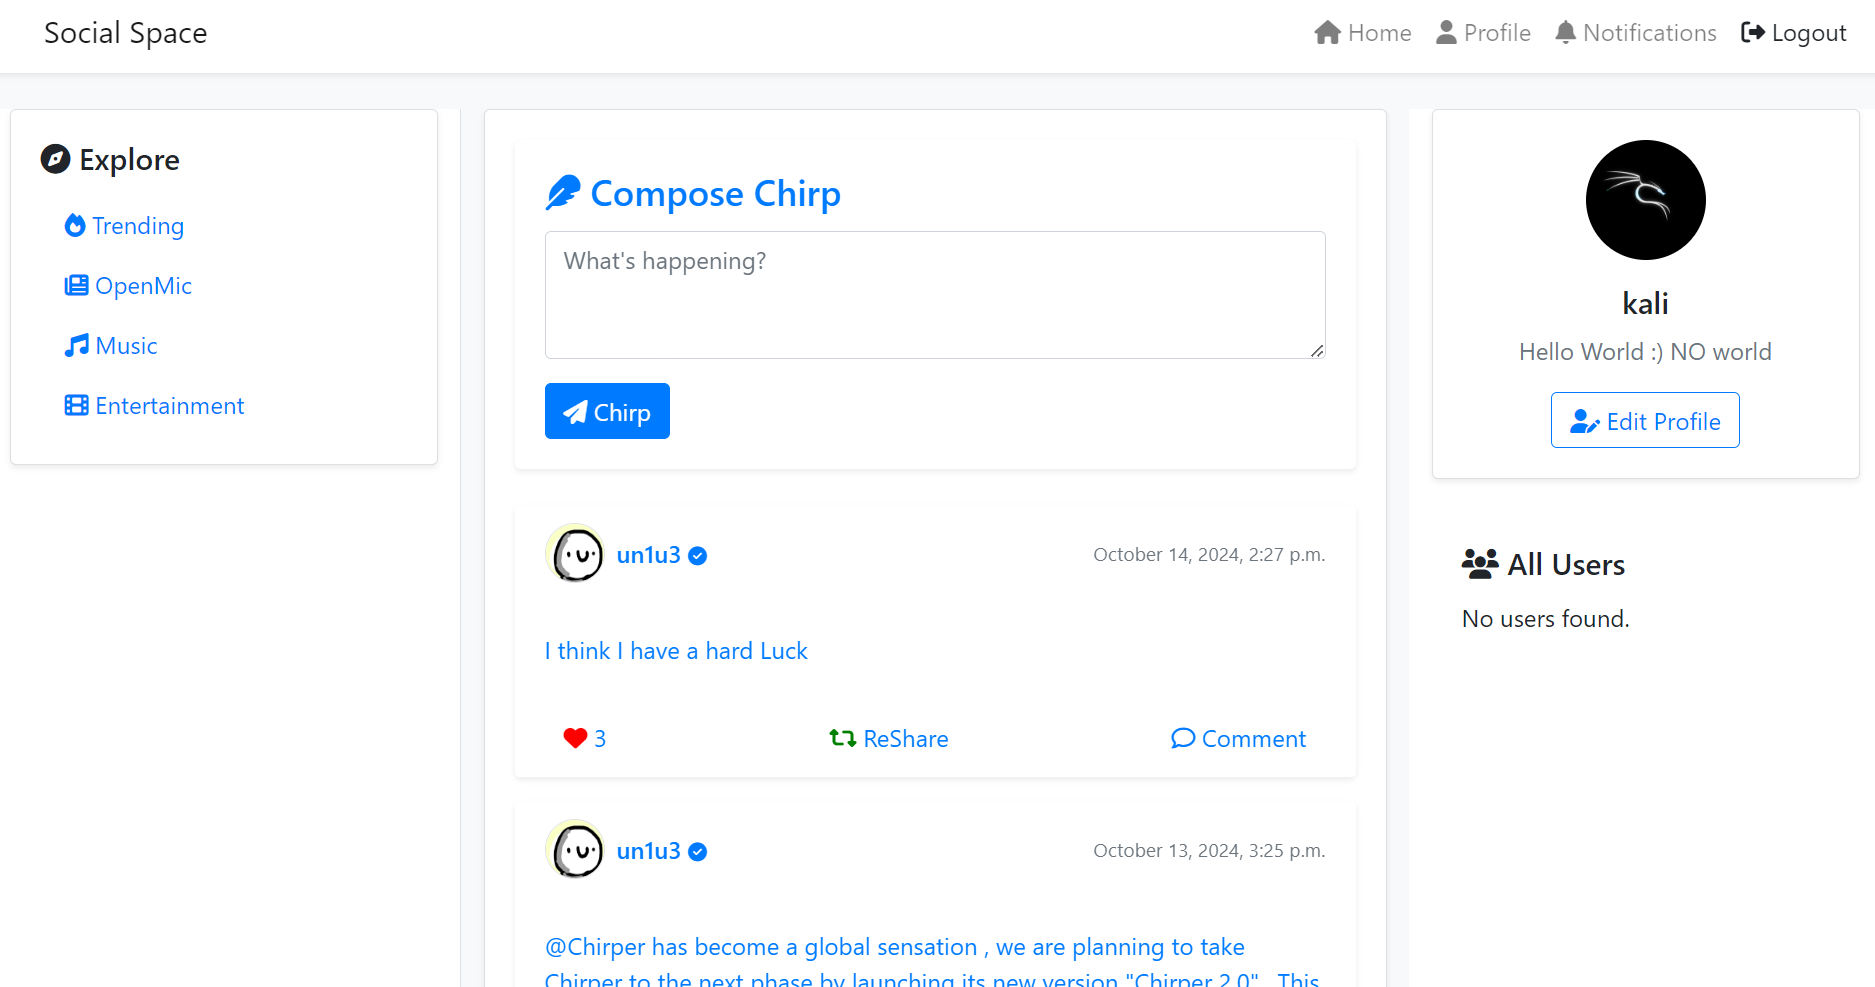 Social Space
Home
Profile
Notifications
Logout
Explore
Trending
OpenMic
Music
Entertainment
Compose Chirp
What's happening?
Chirp
un1u3
October 14, 2024, 2:27 p.m.
I think I have a hard Luck
3
ReShare
Comment
un1u3
October 13, 2024, 3:25 p.m.
@Chirper has become a global sensation , we are planning to take
Chirper to the next phase by launching its new version "Chirper 2.0" . This
kali
Hello World :) NO world
Edit Profile
All Users
No users found.